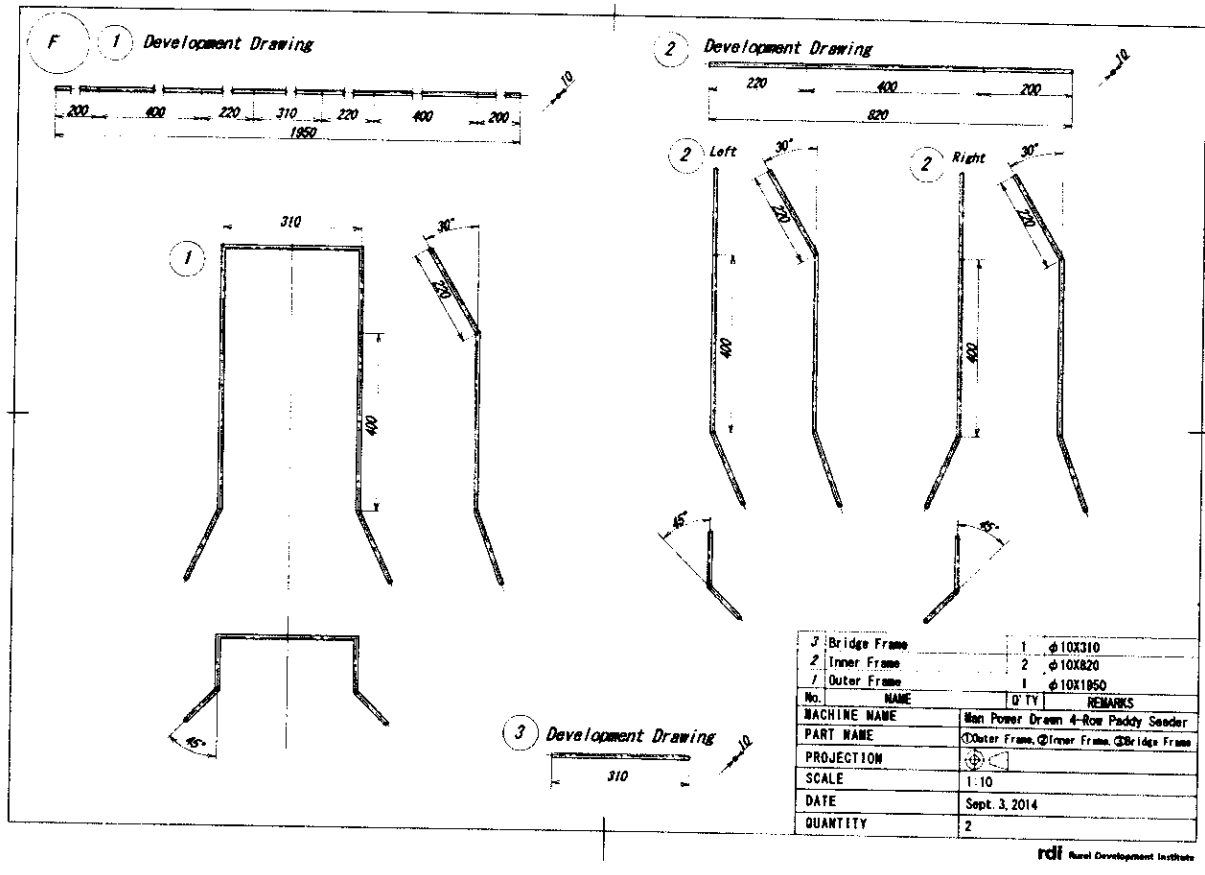 F 1 Development Drawing
10
200 400 220 310 220 400 200
1950
2 Development Drawing
10
220 400 200
820
2 Left 30°
220
400
45°
2 Right 30°
220
400
45°
1 310 30°
220
400
45°
3 Development Drawing
10
310
3 Bridge Frame 1 φ10X310
2 Inner Frame 2 φ10X820
1 Outer Frame 1 φ10X1950
No. NAME Q'TY REMARKS
MACHINE NAME Man Power Drawn 4-Row Paddy Seeder
PART NAME ①Outer Frame, ②Inner Frame, ③Bridge Frame
PROJECTION
SCALE 1:10
DATE Sept. 3, 2014
QUANTITY 2
rdi Rural Development Institute